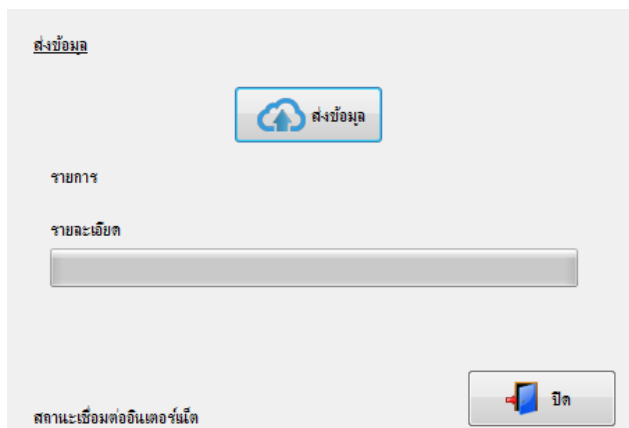 ส่งข้อมูล
ส่งข้อมูล
รายการ
รายละเอียด
ปิด
สถานะเชื่อมต่ออินเตอร์เน็ต